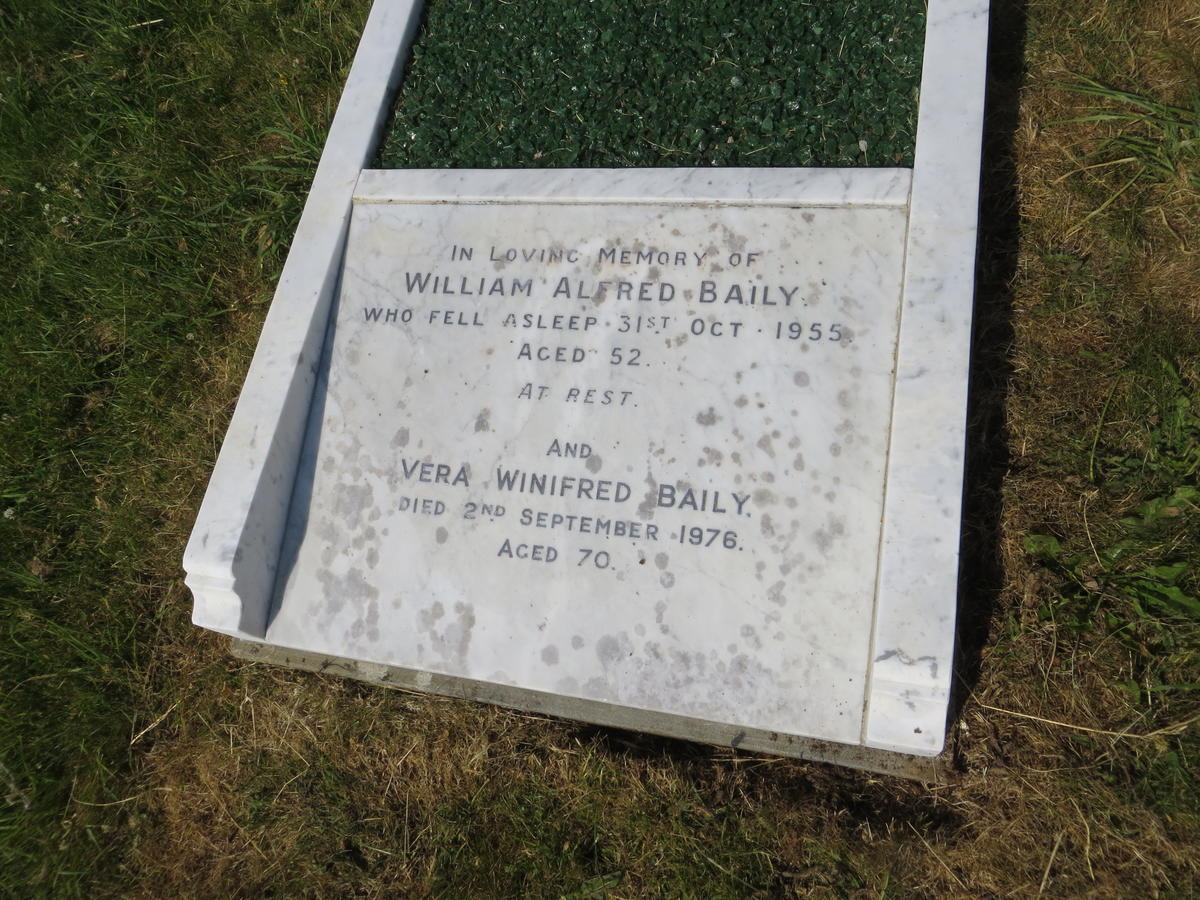 IN LOVING MEMORY OF
WILLIAM ALFRED BAILY.
WHO FELL ASLEEP · 31ST OCT · 1955.
AGED 52.
AT REST.
AND
VERA WINIFRED BAILY.
DIED 2ND SEPTEMBER 1976.
AGED 70.